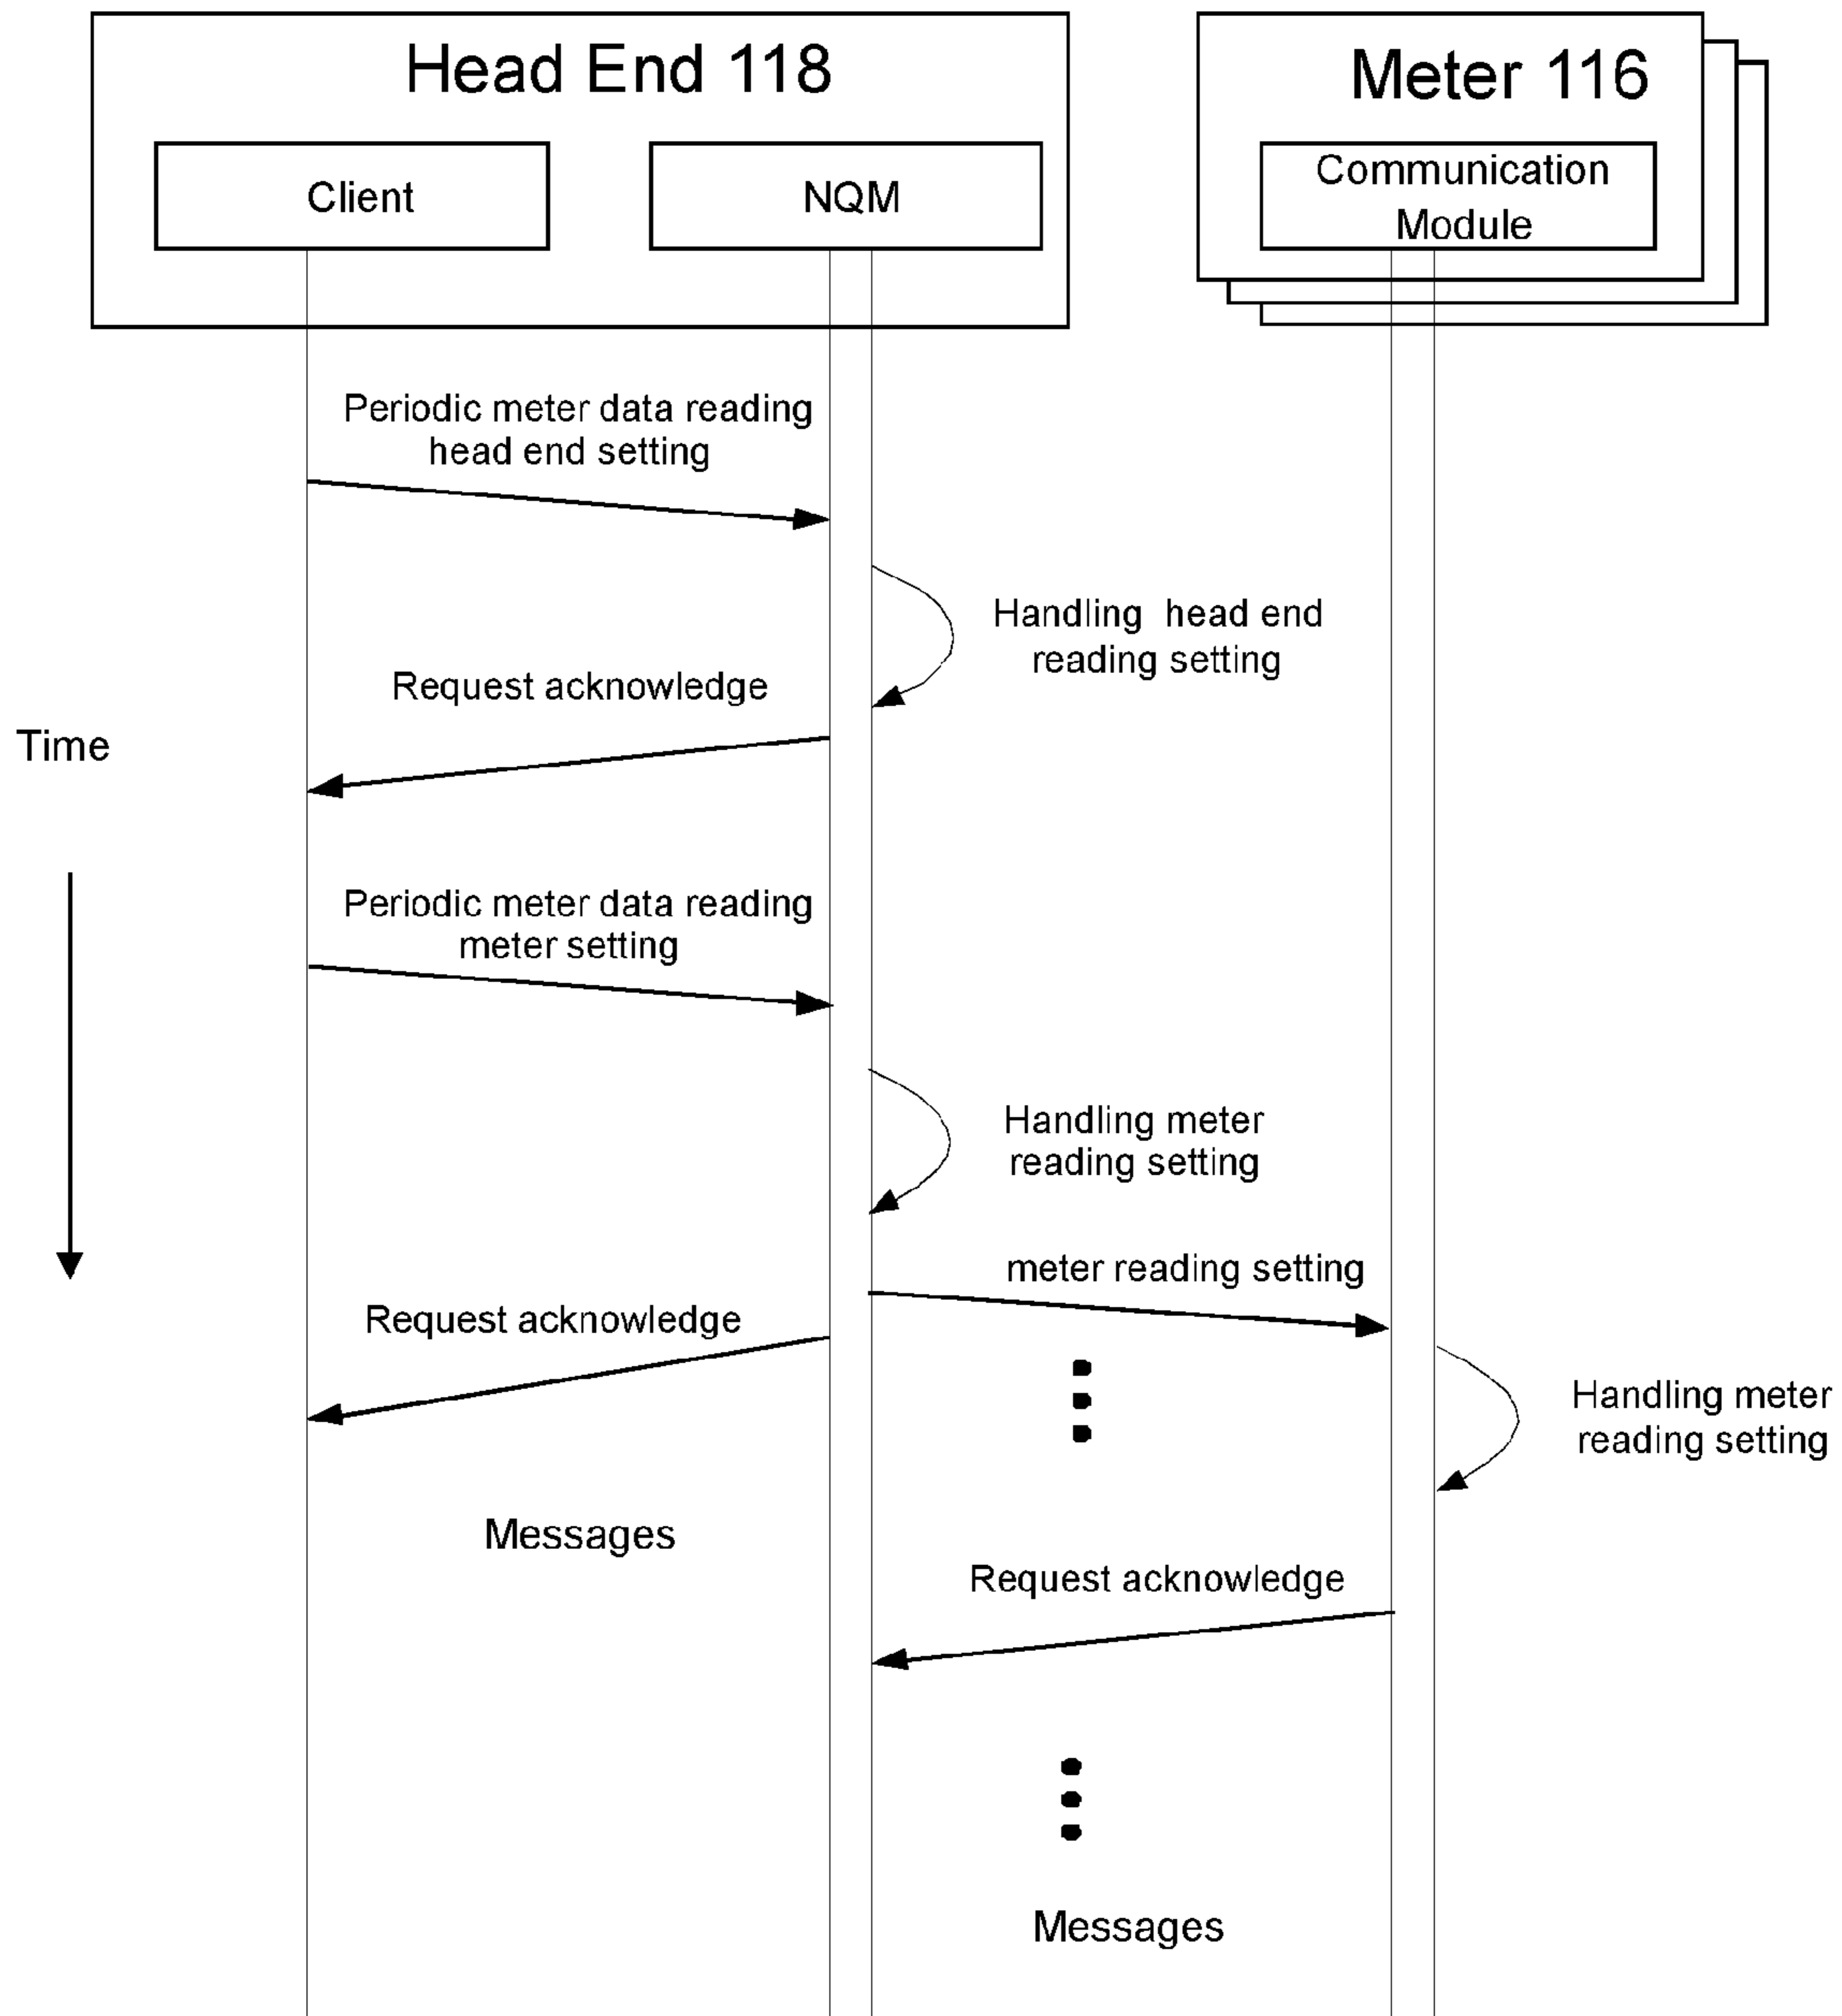 Head End 118
Meter 116
Client
NQM
Communication
Module
Periodic meter data reading
head end setting
Handling head end
reading setting
Request acknowledge
Time
Periodic meter data reading
meter setting
Handling meter
reading setting
meter reading setting
Request acknowledge
Handling meter
reading setting
Messages
Request acknowledge
Messages